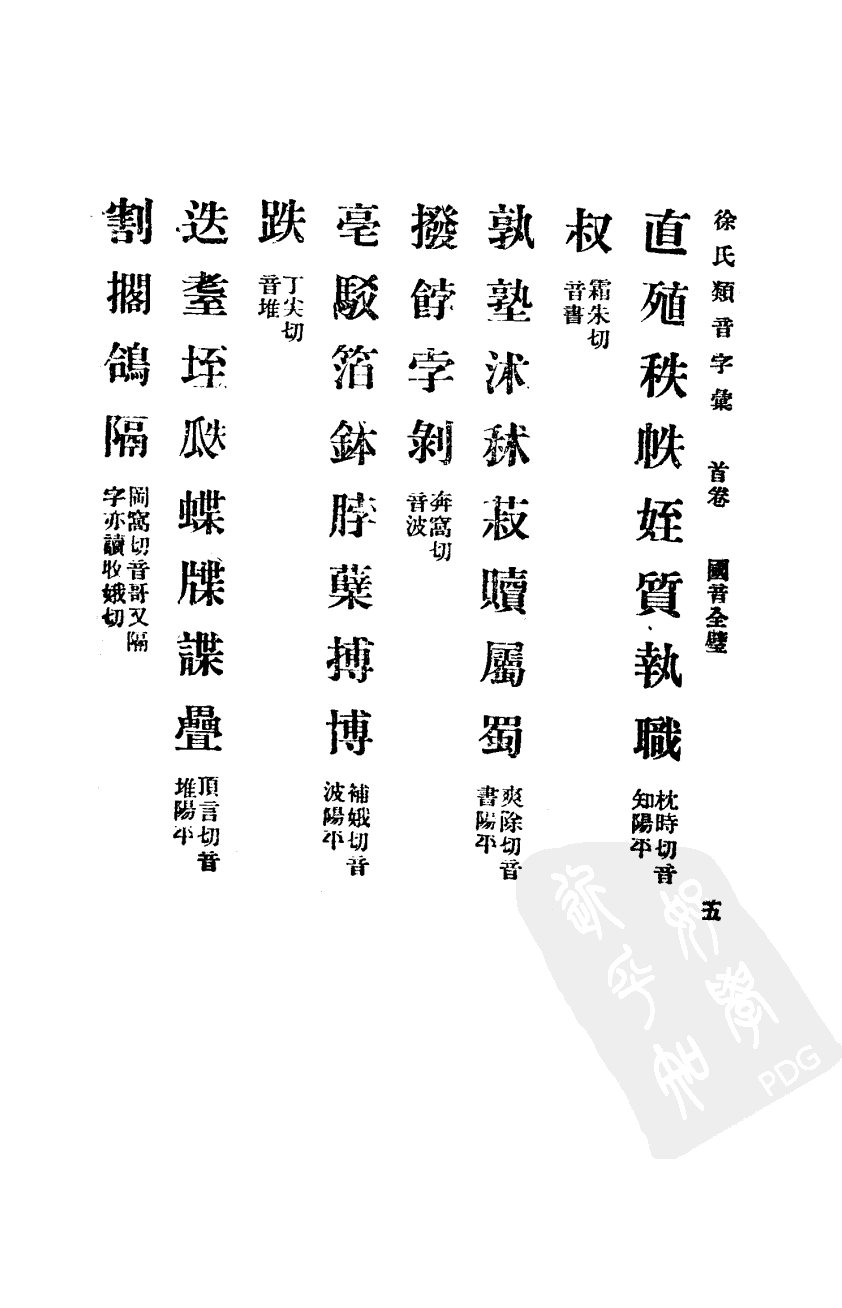 徐氏類音字彙 首卷 國音全璧 五
直殖秩帙姪質執職 枕時切音知陽平
叔 霜朱切音書
孰塾沭秫菽贖屬蜀 爽除切音書陽平
撥餑孛剝 奔窩切音波
亳駁箔鉢脖蘗搏博 補娥切音波陽平
跌 丁尖切音堆
迭耋垤瓞蝶牒諜疊 頂言切音堆陽平
割擱鴿隔 岡窩切音哥又隔字亦讀收娥切
PDG